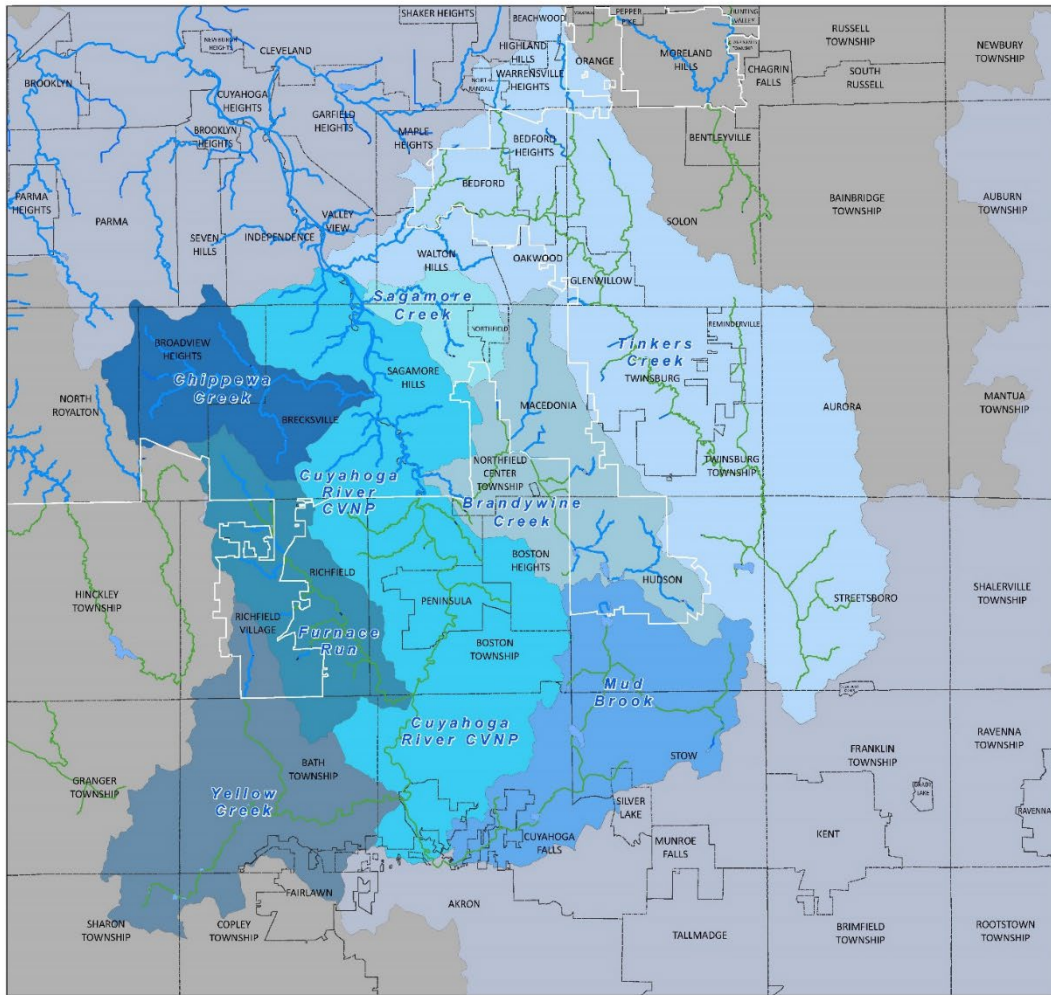 SHAKER HEIGHTS
BEACHWOOD
PEPPER
PIKE
HUNTING
VALLEY
RUSSELL
TOWNSHIP
NEWBURY
TOWNSHIP
NEWBURGH
HEIGHTS
CLEVELAND
HIGHLAND
HILLS
ORANGE
MORELAND
HILLS
CHAGRIN
FALLS
SOUTH
RUSSELL
BROOKLYN
CUYAHOGA
HEIGHTS
NORTH
RANDALL
WARRENSVILLE
HEIGHTS
GARFIELD
HEIGHTS
BROOKLYN
HEIGHTS
MAPLE
HEIGHTS
BEDFORD
HEIGHTS
BENTLEYVILLE
PARMA
HEIGHTS
PARMA
BEDFORD
BAINBRIDGE
TOWNSHIP
AUBURN
TOWNSHIP
SEVEN
HILLS
INDEPENDENCE
VALLEY
VIEW
SOLON
WALTON
HILLS
OAKWOOD
GLENWILLOW
Sagamore
Creek
NORTHFIELD
REMINDERVILLE
BROADVIEW
HEIGHTS
Chippewa
Creek
SAGAMORE
HILLS
Tinkers
Creek
TWINSBURG
NORTH
ROYALTON
BRECKSVILLE
MACEDONIA
AURORA
MANTUA
TOWNSHIP
Cuyahoga
River
CVNP
NORTHFIELD
CENTER
TOWNSHIP
TWINSBURG
TOWNSHIP
Brandywine
Creek
BOSTON
HEIGHTS
HUDSON
HINCKLEY
TOWNSHIP
RICHFIELD
PENINSULA
STREETSBORO
SHALERVILLE
TOWNSHIP
RICHFIELD
VILLAGE
Furnace
Run
BOSTON
TOWNSHIP
Mud
Brook
Cuyahoga
River CVNP
STOW
FRANKLIN
TOWNSHIP
RAVENNA
TOWNSHIP
GRANGER
TOWNSHIP
BATH
TOWNSHIP
Yellow
Creek
SILVER
LAKE
BRADY
LAKE
CUYAHOGA
FALLS
MUNROE
FALLS
KENT
RAVENNA
FAIRLAWN
AKRON
SHARON
TOWNSHIP
COPLEY
TOWNSHIP
TALLMADGE
BRIMFIELD
TOWNSHIP
ROOTSTOWN
TOWNSHIP